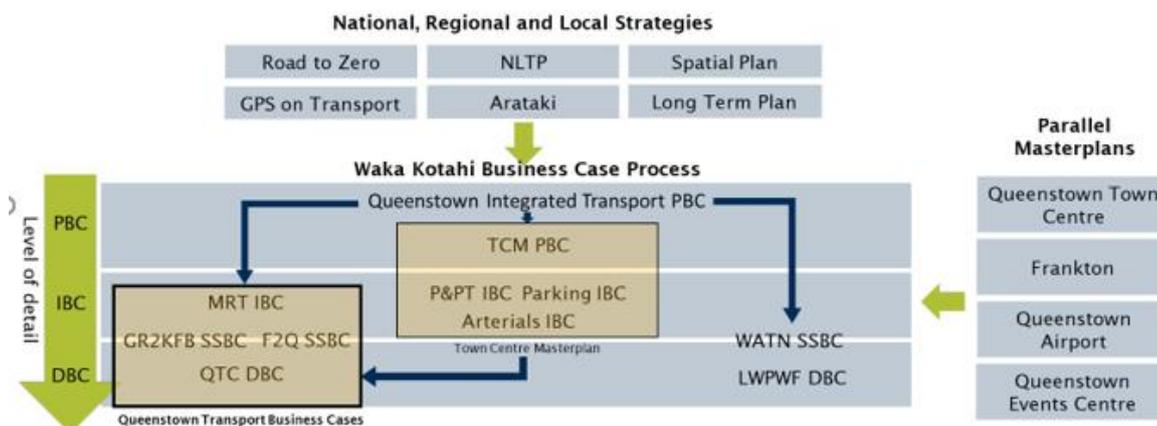 National, Regional and Local Strategies
Road to Zero
NLTP
Spatial Plan
GPS on Transport
Arataki
Long Term Plan
Parallel
Masterplans
Queenstown Town
Centre
Frankton
Queenstown
Airport
Queenstown
Events Centre
Waka Kotahi Business Case Process
Level of detail
PBC
IBC
DBC
Queenstown Integrated Transport PBC
TCM PBC
P&PT IBC Parking IBC
Arterials IBC
Town Centre Masterplan
MRT IBC
GR2KFB SSBC F2Q SSBC
QTC DBC
Queenstown Transport Business Cases
WATN SSBC
LWPWF DBC